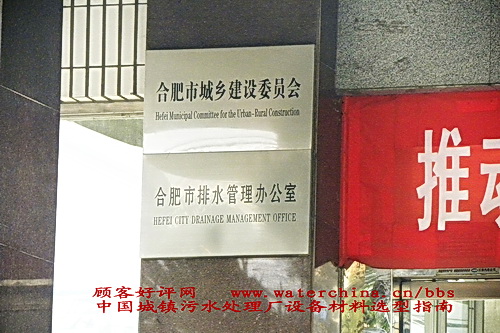 合肥市城乡建设委员会
Hefei Municipal Committee for the Urban-Rural Construction
合肥市排水管理办公室
HEFEI CITY DRAINAGE MANAGEMENT OFFICE
推动
顾客好评网 www.waterchina.cn/bbs
中国城镇污水处理厂设备材料选型指南